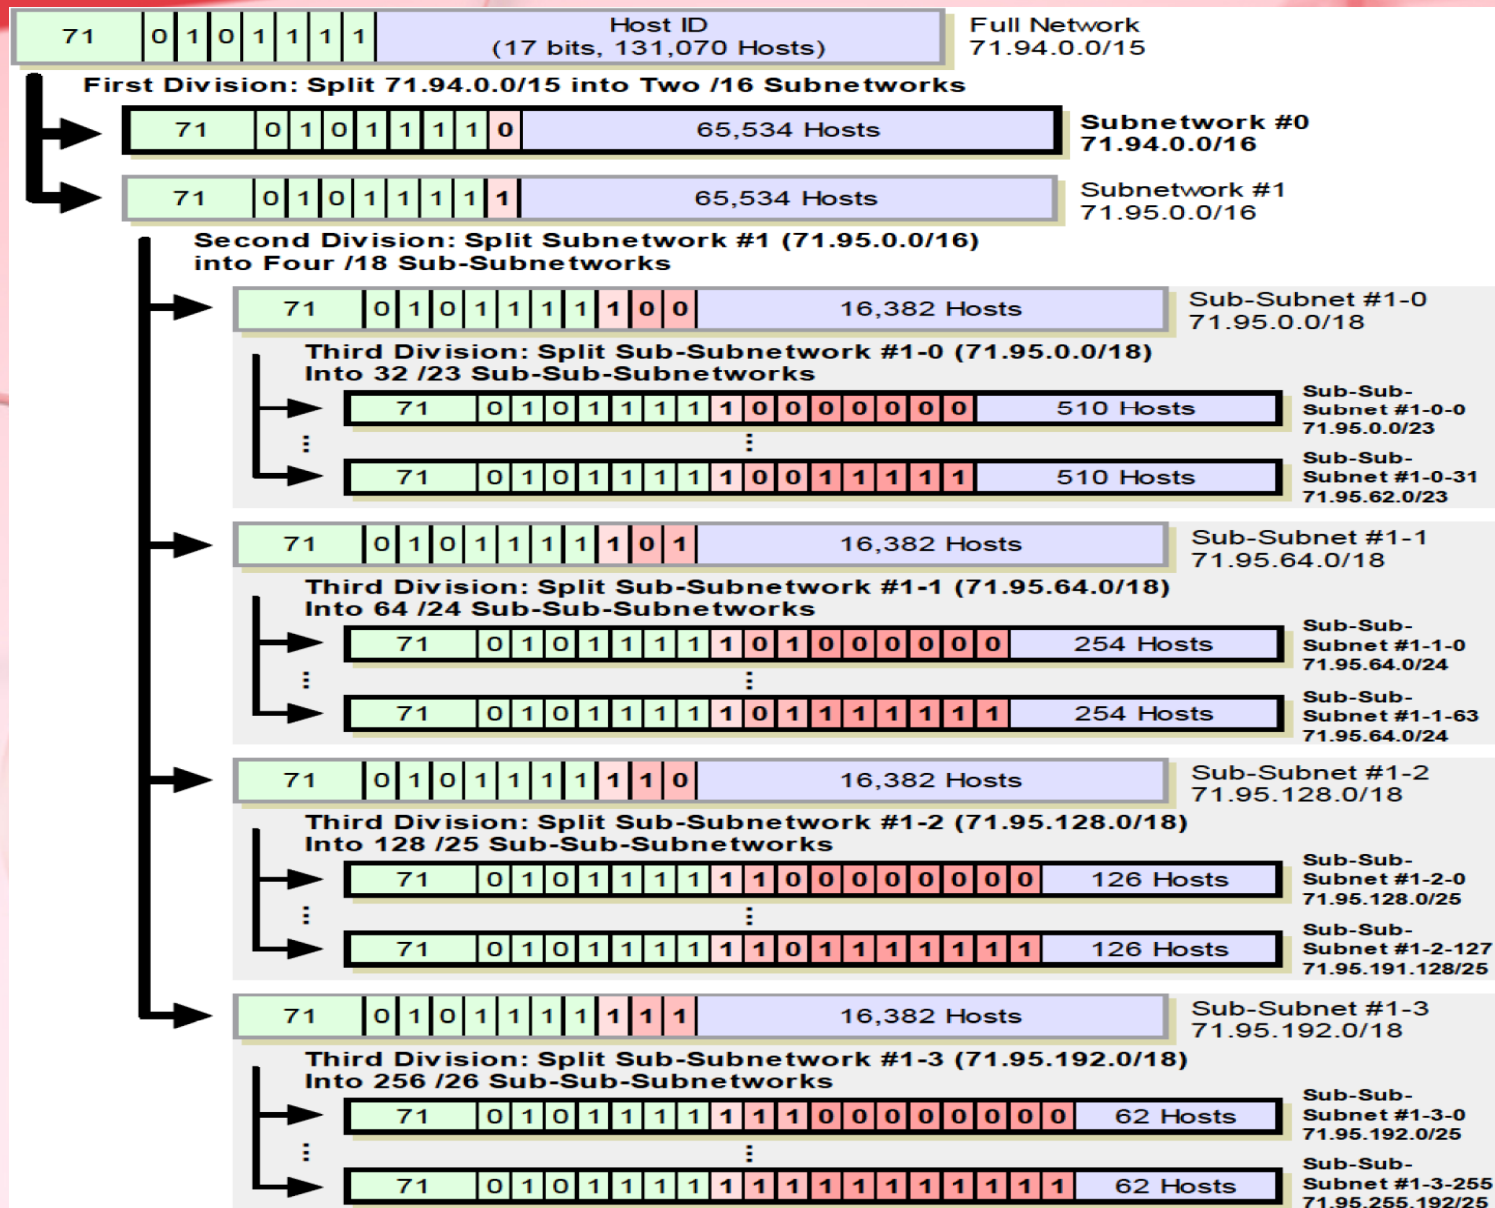 71 0 1 0 1 1 1 1 Host ID Full Network
(17 bits, 131,070 Hosts) 71.94.0.0/15
First Division: Split 71.94.0.0/15 into Two /16 Subnetworks
71 0 1 0 1 1 1 1 0 65,534 Hosts Subnetwork #0
71.94.0.0/16
71 0 1 0 1 1 1 1 1 65,534 Hosts Subnetwork #1
71.95.0.0/16
Second Division: Split Subnetwork #1 (71.95.0.0/16)
into Four /18 Sub-Subnetworks
71 0 1 0 1 1 1 1 1 0 0 16,382 Hosts Sub-Subnet #1-0
71.95.0.0/18
Third Division: Split Sub-Subnetwork #1-0 (71.95.0.0/18)
Into 32 /23 Sub-Sub-Subnetworks
71 0 1 0 1 1 1 1 1 0 0 0 0 0 0 0 510 Hosts Sub-Sub-
Subnet #1-0-0
71.95.0.0/23
... ...
71 0 1 0 1 1 1 1 1 0 0 1 1 1 1 1 510 Hosts Sub-Sub-
Subnet #1-0-31
71.95.62.0/23
71 0 1 0 1 1 1 1 1 0 1 16,382 Hosts Sub-Subnet #1-1
71.95.64.0/18
Third Division: Split Sub-Subnetwork #1-1 (71.95.64.0/18)
Into 64 /24 Sub-Sub-Subnetworks
71 0 1 0 1 1 1 1 1 0 1 0 0 0 0 0 0 254 Hosts Sub-Sub-
Subnet #1-1-0
71.95.64.0/24
... ...
71 0 1 0 1 1 1 1 1 0 1 1 1 1 1 1 1 254 Hosts Sub-Sub-
Subnet #1-1-63
71.95.64.0/24
71 0 1 0 1 1 1 1 1 1 0 16,382 Hosts Sub-Subnet #1-2
71.95.128.0/18
Third Division: Split Sub-Subnetwork #1-2 (71.95.128.0/18)
Into 128 /25 Sub-Sub-Subnetworks
71 0 1 0 1 1 1 1 1 1 0 0 0 0 0 0 0 0 126 Hosts Sub-Sub-
Subnet #1-2-0
71.95.128.0/25
... ...
71 0 1 0 1 1 1 1 1 1 0 1 1 1 1 1 1 1 126 Hosts Sub-Sub-
Subnet #1-2-127
71.95.191.128/25
71 0 1 0 1 1 1 1 1 1 1 16,382 Hosts Sub-Subnet #1-3
71.95.192.0/18
Third Division: Split Sub-Subnetwork #1-3 (71.95.192.0/18)
Into 256 /26 Sub-Sub-Subnetworks
71 0 1 0 1 1 1 1 1 1 1 0 0 0 0 0 0 0 0 62 Hosts Sub-Sub-
Subnet #1-3-0
71.95.192.0/25
... ...
71 0 1 0 1 1 1 1 1 1 1 1 1 1 1 1 1 1 1 62 Hosts Sub-Sub-
Subnet #1-3-255
71.95.255.192/25